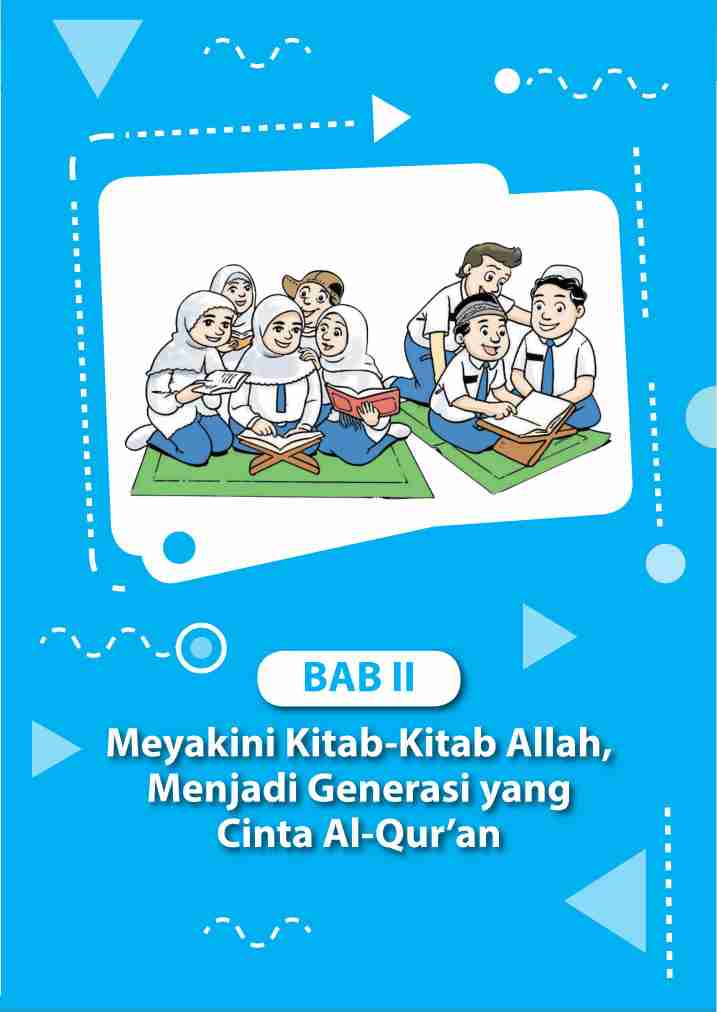 BAB II
Meyakini Kitab-Kitab Allah,
Menjadi Generasi yang
Cinta Al-Qur’an